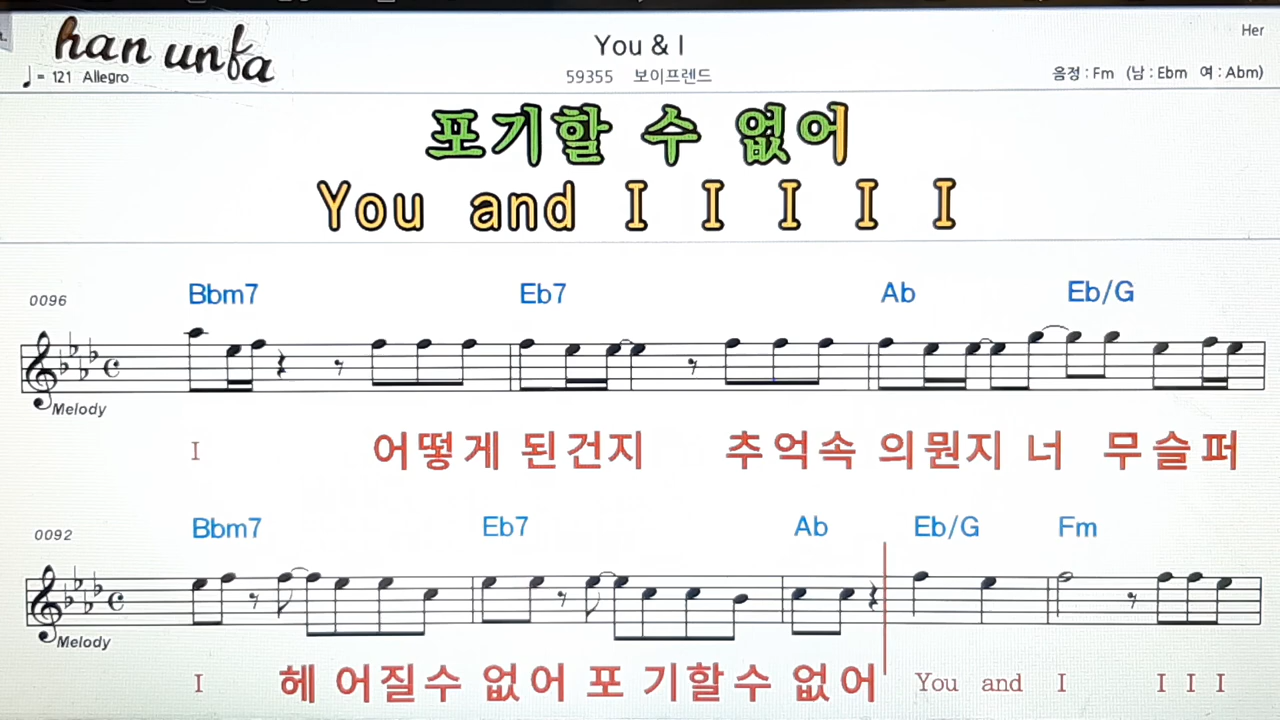 han unfa
You & I
Her
♩= 121 Allegro
59355 보이프렌드
음정 : Fm (남 : Ebm 여 : Abm)
포기할 수 없어
You and I I I I I
0096 Bbm7 Eb7 Ab Eb/G
Melody
I 어떻게 된건지 추억속 의뭔지 너 무슬퍼
0092 Bbm7 Eb7 Ab Eb/G Fm
Melody
I 헤 어질수 없어 포 기할수 없어 You and I I I I